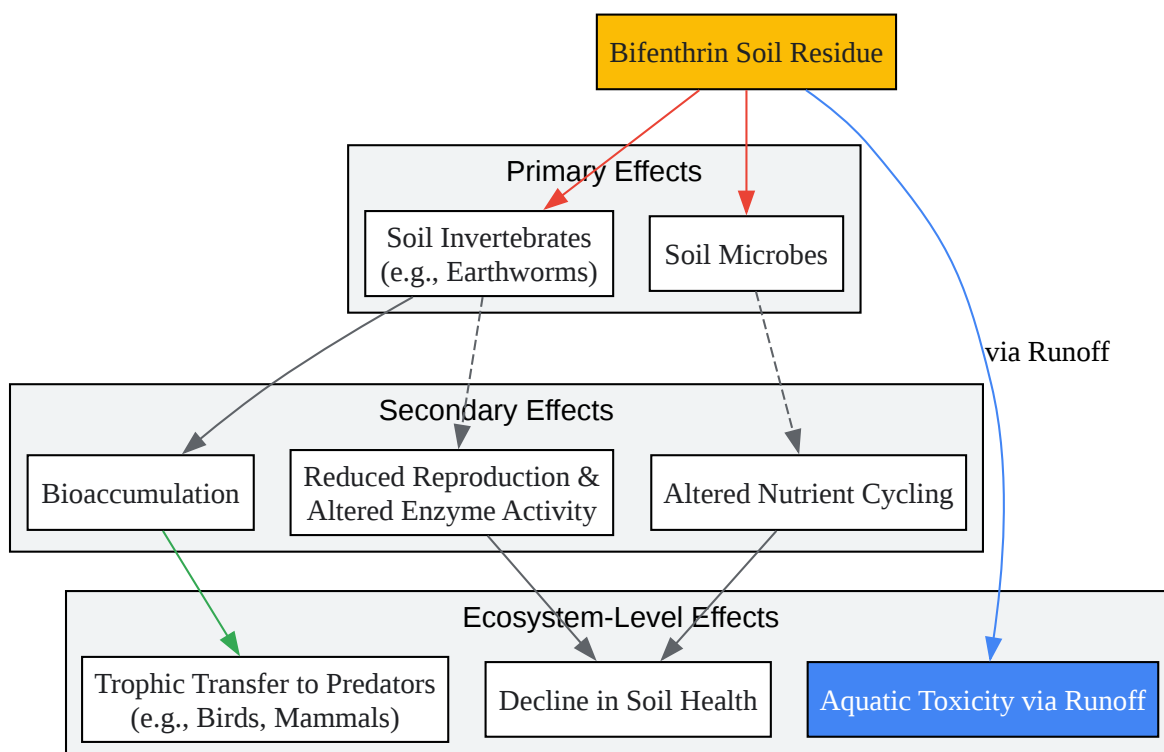 Bifenthrin Soil Residue
Primary Effects
Soil Invertebrates
(e.g., Earthworms)
Soil Microbes
via Runoff
Secondary Effects
Bioaccumulation
Reduced Reproduction &
Altered Enzyme Activity
Altered Nutrient Cycling
Ecosystem-Level Effects
Trophic Transfer to Predators
(e.g., Birds, Mammals)
Decline in Soil Health
Aquatic Toxicity via Runoff